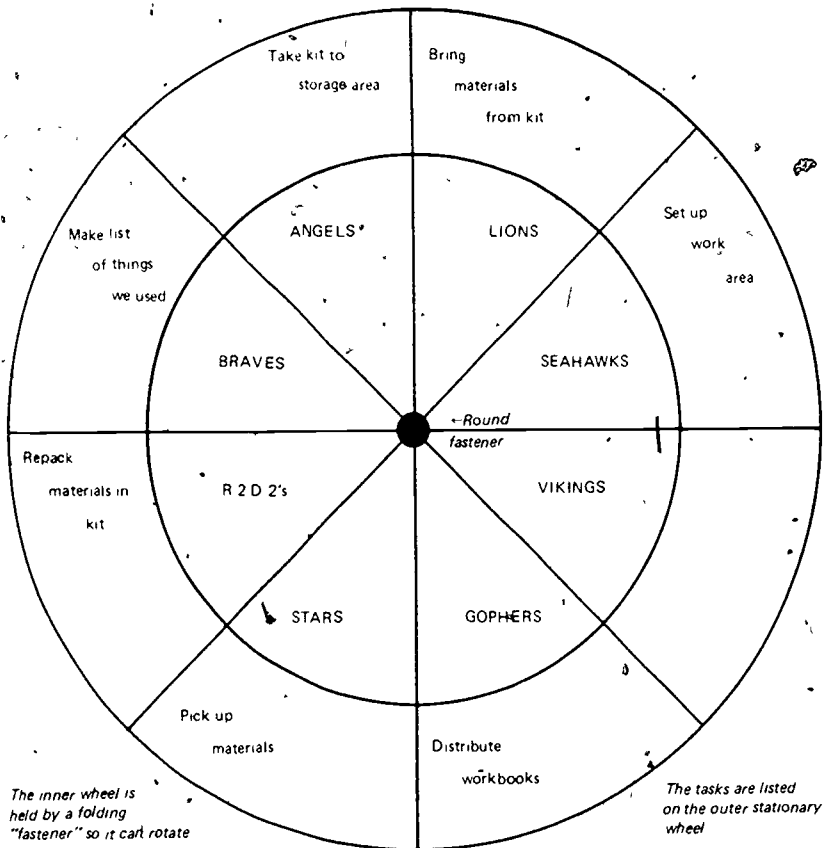 Take kit to
storage area
Bring
materials
from kit
Make list
of things
we used
ANGELS
LIONS
Set up
work
area
BRAVES
SEAHAWKS
←Round
fastener
Repack
materials in
kit
R 2 D 2's
VIKINGS
STARS
GOPHERS
Pick up
materials
Distribute
workbooks
The inner wheel is
held by a folding
"fastener" so it can rotate
The tasks are listed
on the outer stationary
wheel